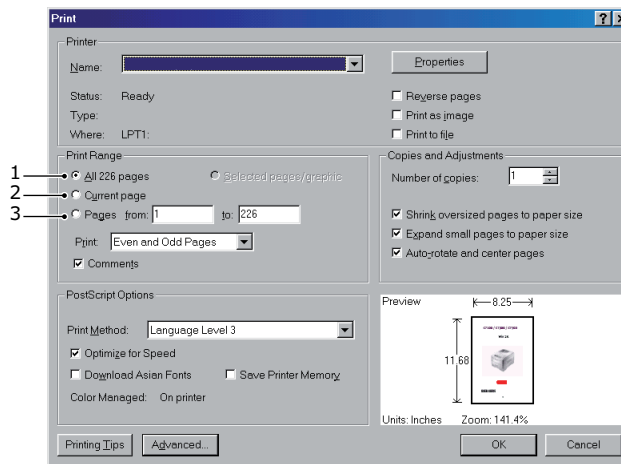 Print
Printer
Name:
Properties
Status: Ready
Type:
Where: LPT1:
Reverse pages
Print as image
Print to file
Print Range
1 All 226 pages
Selected pages/graphic
2 Current page
3 Pages from: 1 to: 226
Print: Even and Odd Pages
Comments
Copies and Adjustments
Number of copies: 1
Shrink oversized pages to paper size
Expand small pages to paper size
Auto-rotate and center pages
PostScript Options
Print Method: Language Level 3
Optimize for Speed
Download Asian Fonts Save Printer Memory
Color Managed: On printer
Preview
8.25
11.68
Units: Inches Zoom: 141.4%
Printing Tips Advanced... OK Cancel